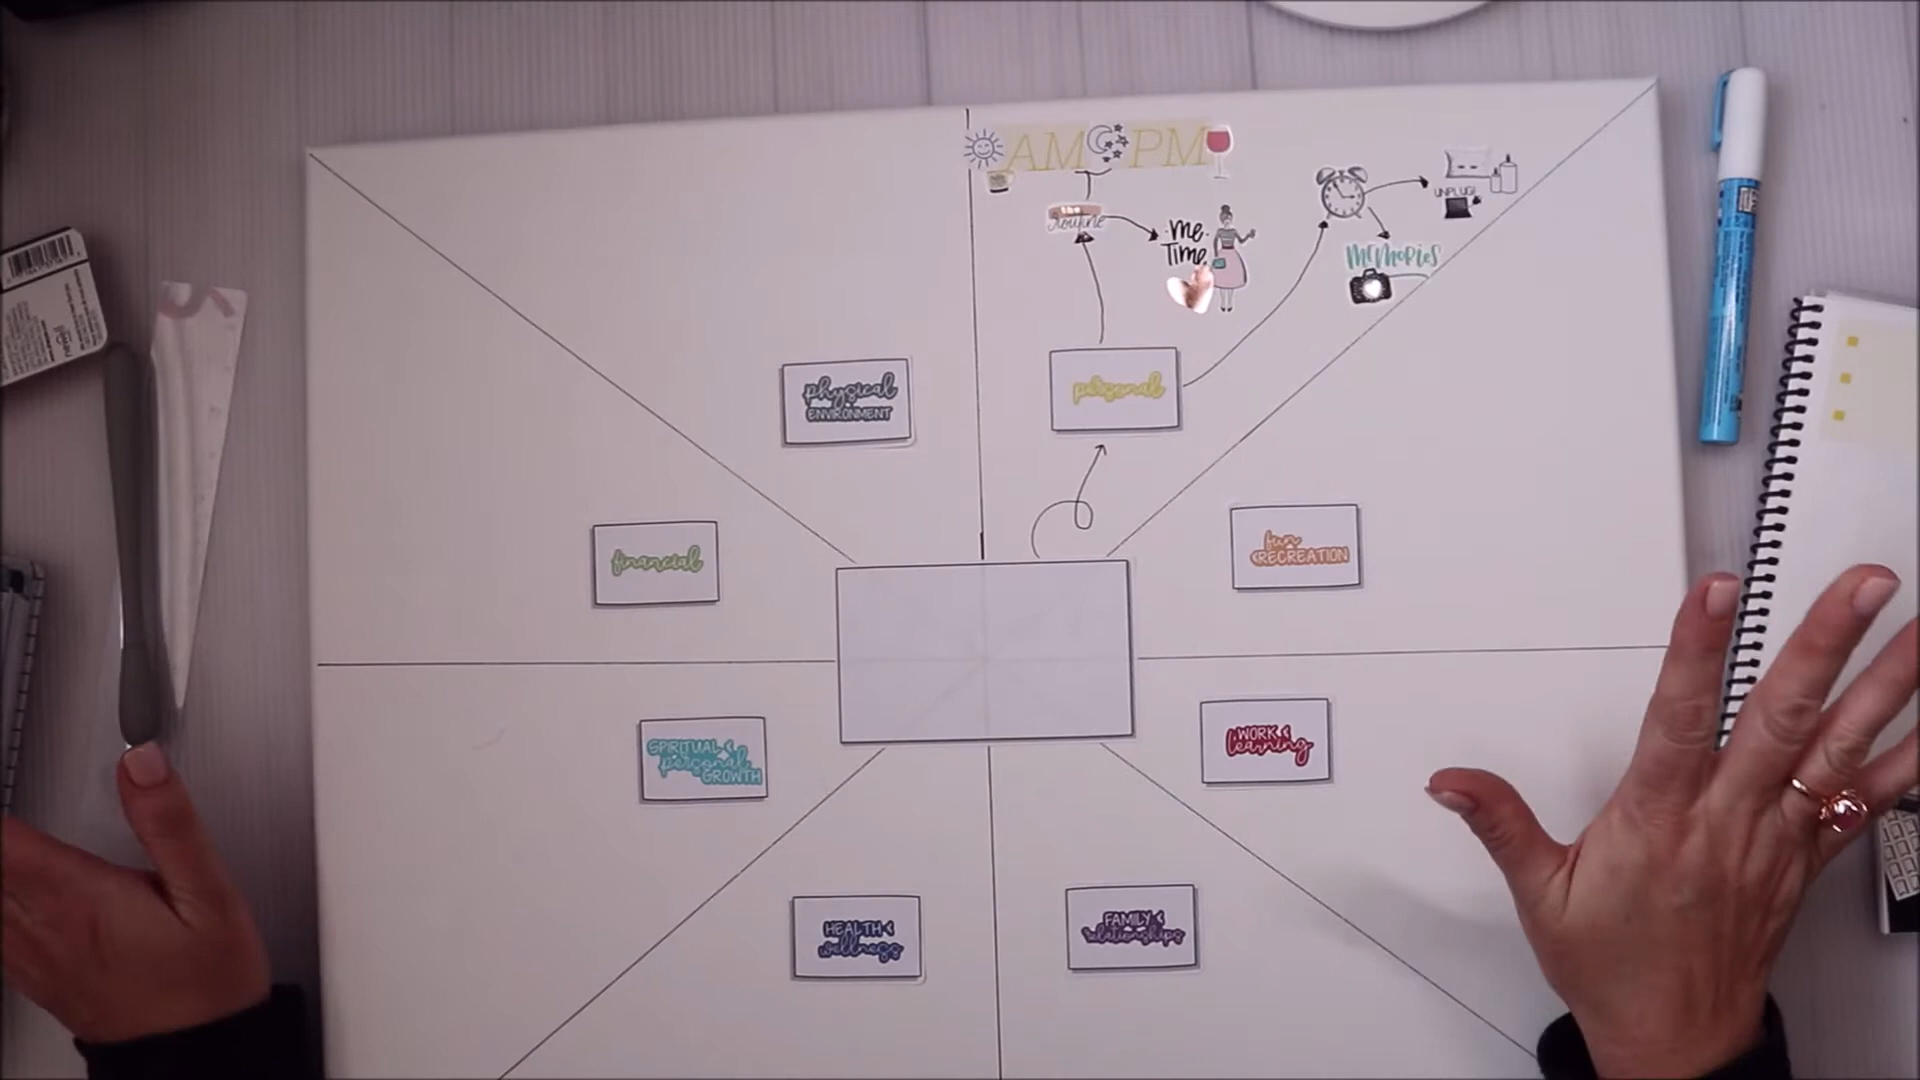 AM PM
routine
me
Time
UNPLUG!
MEMORIES
physical
ENVIRONMENT
personal
financial
fun
RECREATION
SPIRITUAL
personal
GROWTH
WORK
learning
HEALTH
wellness
FAMILY
relationships